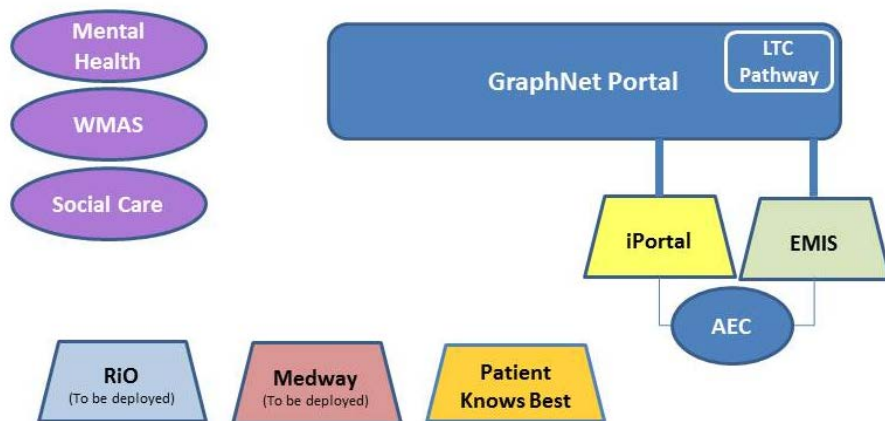 Mental
Health
WMAS
Social Care
GraphNet Portal
LTC
Pathway
iPortal
EMIS
AEC
RiO
(To be deployed)
Medway
(To be deployed)
Patient
Knows Best